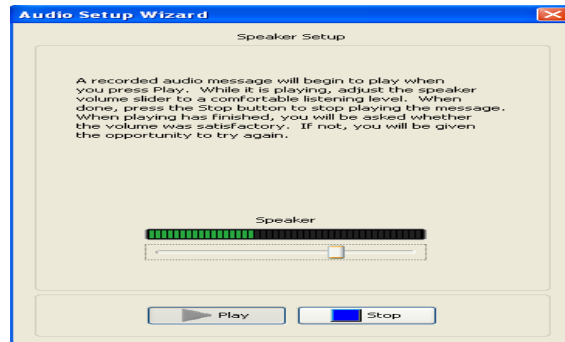 Audio Setup Wizard
Speaker Setup
A recorded audio message will begin to play when
you press Play. While it is playing, adjust the speaker
volume slider to a comfortable listening level. When
done, press the Stop button to stop playing the message.
When playing has finished, you will be asked whether
the volume was satisfactory. If not, you will be given
the opportunity to try again.
Speaker
Play
Stop